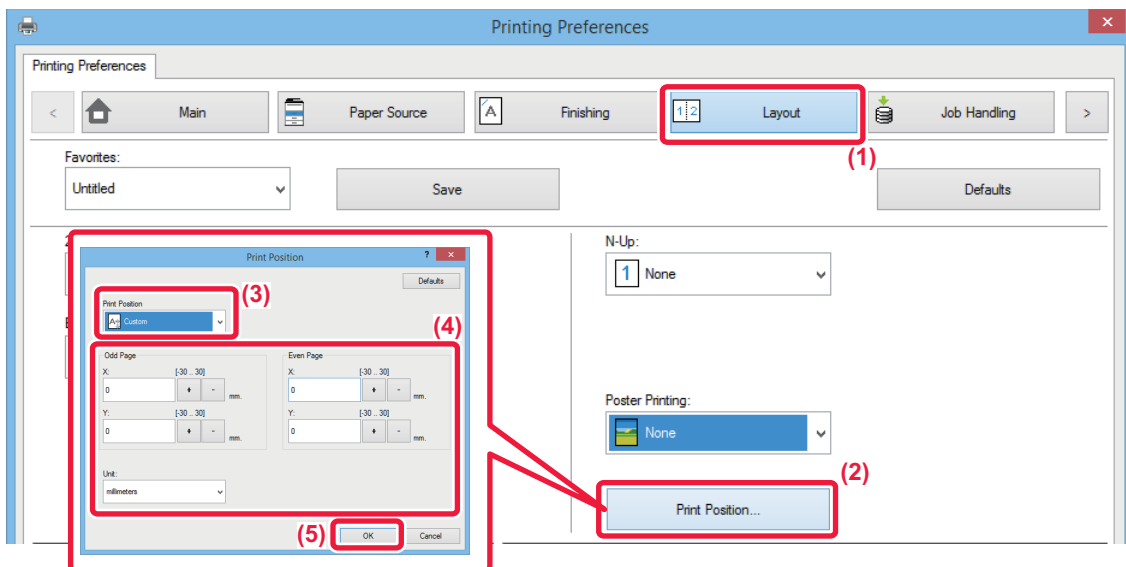 Printing Preferences
Printing Preferences
<
Main
Paper Source
Finishing
1 2
Layout
Job Handling
>
(1)
Favorites:
Untitled
Save
Defaults
Print Position
?
Defaults
Print Position
Custom
(3)
(4)
Odd Page
X: [-30 .. 30]
0 + - mm.
Y: [-30 .. 30]
0 + - mm.
Even Page
X: [-30 .. 30]
0 + - mm.
Y: [-30 .. 30]
0 + - mm.
Unit:
millimeters
(5)
OK
Cancel
N-Up:
1 None
Poster Printing:
None
(2)
Print Position...